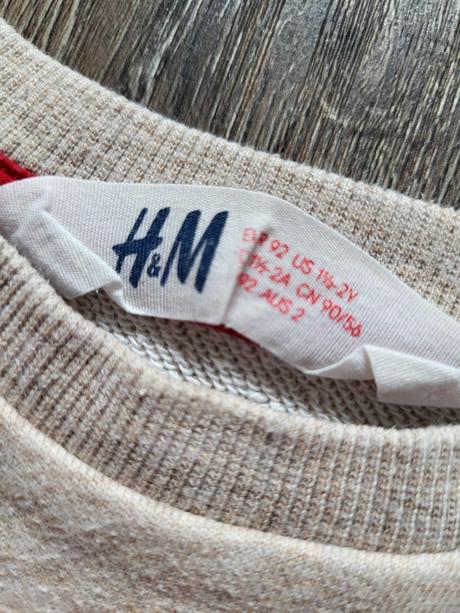 H&M
EUR 92 US 1½-2Y
1½-2A CN 90/56
92 AUS 2